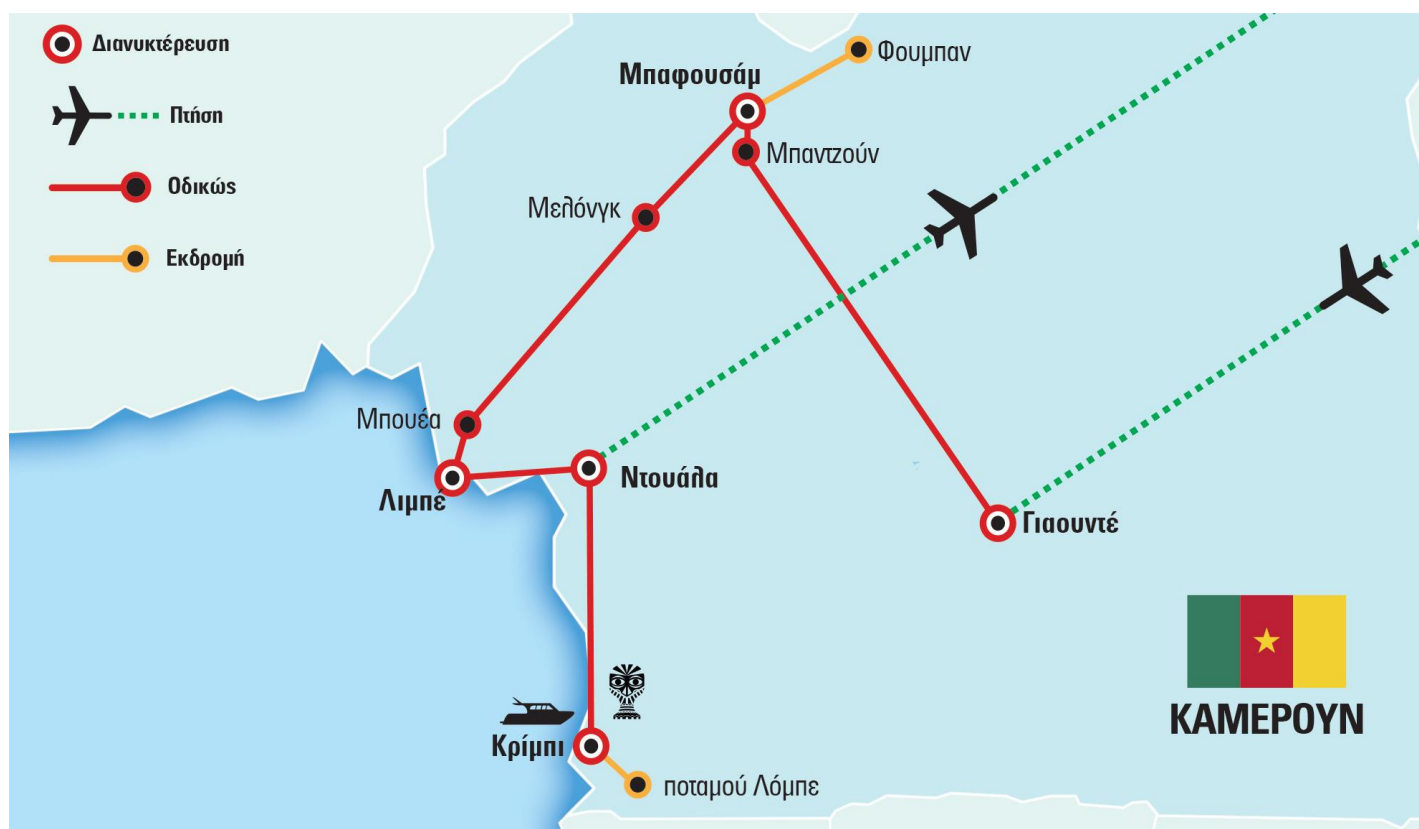 Διανυκτέρευση
Πτήση
Οδικώς
Εκδρομή
Φουμπαν
Μπαφουσάμ
Μπαντζούν
Μελόνγκ
Μπουέα
Λιμπέ
Ντουάλα
Γιαουντέ
Κρίμπι
ποταμού Λόμπε
ΚΑΜΕΡΟΥΝ